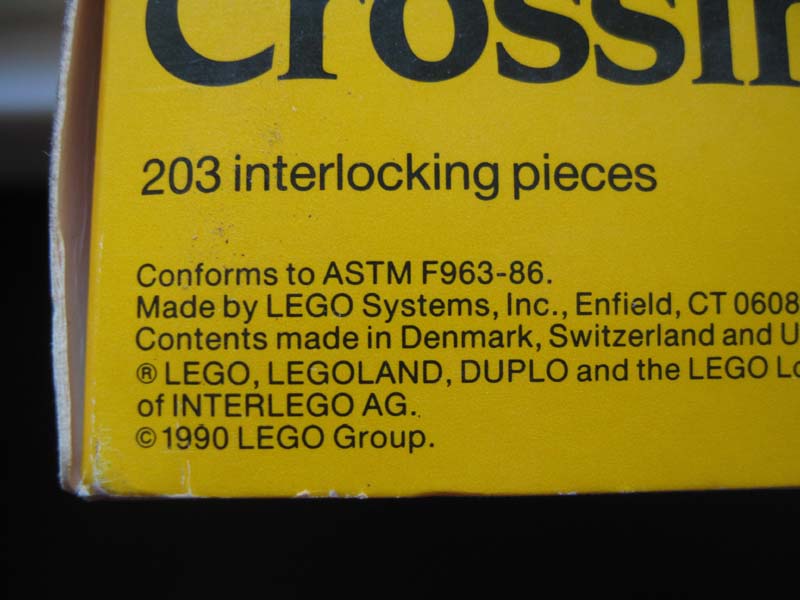 Crossin
203 interlocking pieces
Conforms to ASTM F963-86.
Made by LEGO Systems, Inc., Enfield, CT 0608
Contents made in Denmark, Switzerland and U
® LEGO, LEGOLAND, DUPLO and the LEGO Lo
of INTERLEGO AG.
© 1990 LEGO Group.